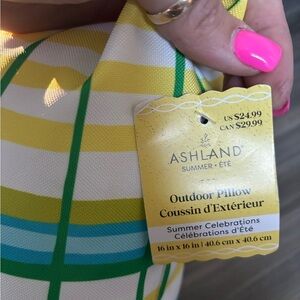 US $24.99
CAN $29.99
ASHLAND®
SUMMER • ÉTÉ
Outdoor Pillow
Coussin d'Extérieur
Summer Celebrations
Célébrations d'Été
16 in x 16 in | 40.6 cm x 40.6 cm